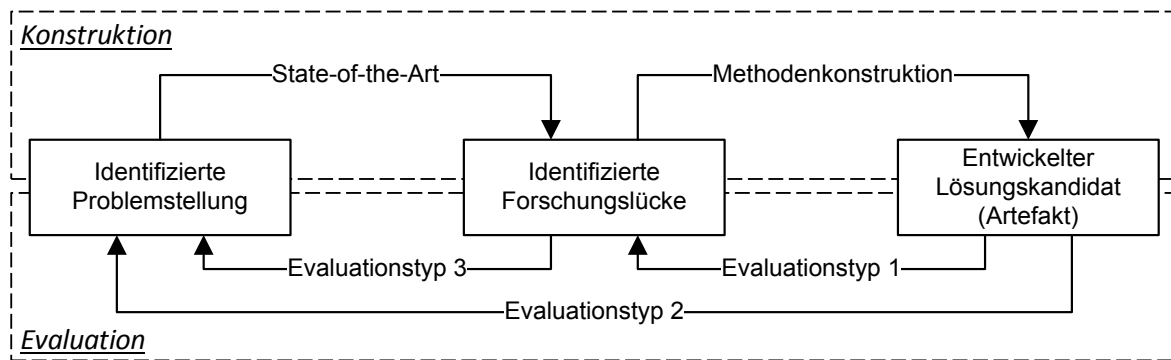 Konstruktion
State-of-the-Art
Methodenkonstruktion
Identifizierte
Problemstellung
Identifizierte
Forschungslücke
Entwickelter
Lösungskandidat
(Artefakt)
Evaluationstyp 3
Evaluationstyp 1
Evaluationstyp 2
Evaluation